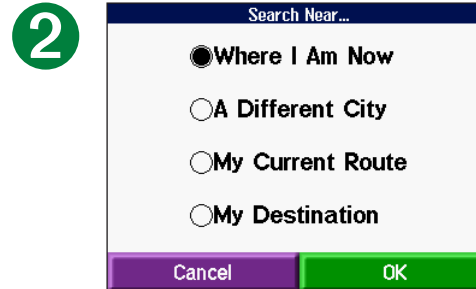 2
Search Near...
Where I Am Now
A Different City
My Current Route
My Destination
Cancel OK